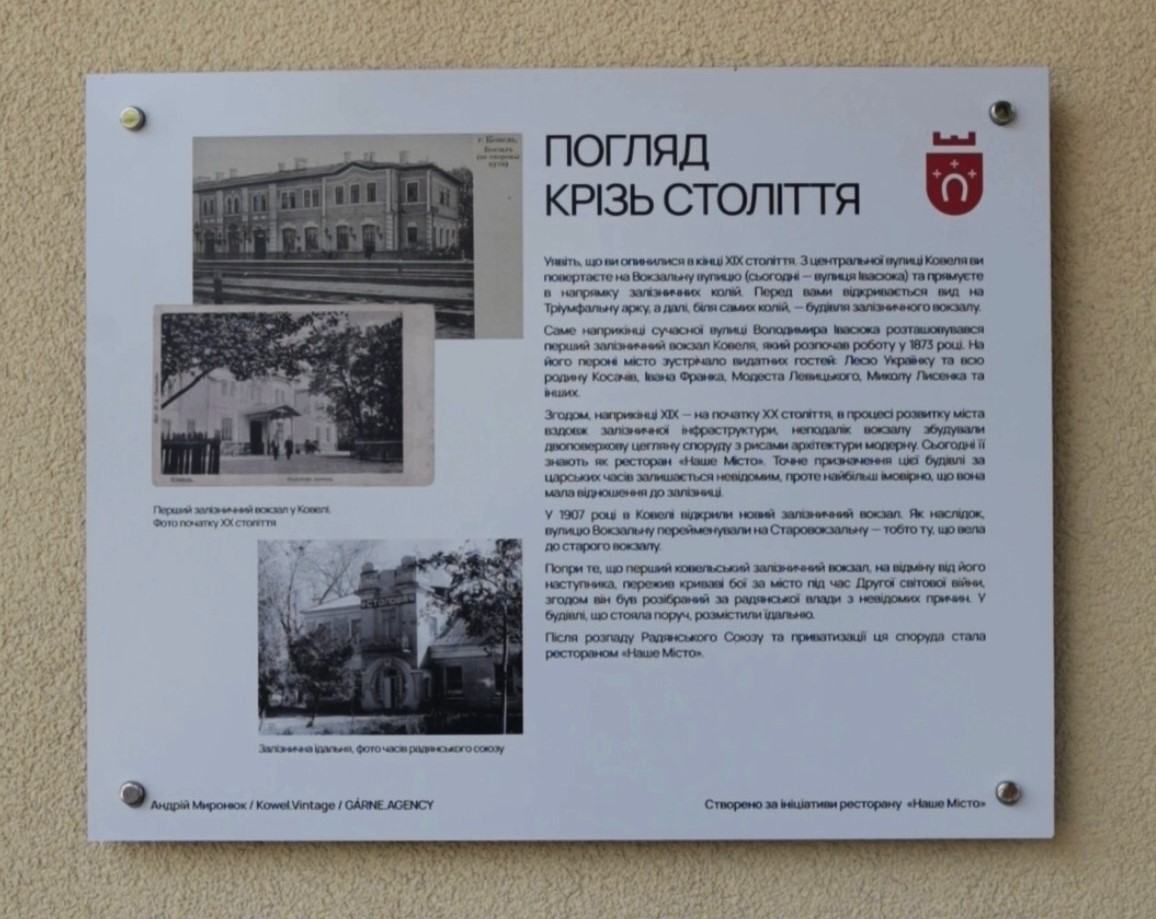 г. Ковель.
Вокзалъ
ПОГЛЯД
КРІЗЬ СТОЛІТТЯ
Уявіть, що ви опинилися в кінці ХІХ століття. З центральної вулиці Ковеля ви
повертаєте на Вокзальну вулицю (сьогодні — вулиця Івасюка) та прямуєте
в напрямку залізничних колій. Перед вами відкривається вид на
Тріумфальну арку, а далі, біля самих колій, — будівля залізничного вокзалу.
Саме наприкінці сучасної вулиці Володимира Івасюка розташовувався
перший залізничний вокзал Ковеля, який розпочав роботу у 1873 році. На
його пероні місто зустрічало видатних гостей: Лесю Українку та всю
родину Косачів, Івана Франка, Модеста Левицького, Миколу Лисенка та
інших.
Згодом, наприкінці ХІХ — на початку ХХ століття, в процесі розвитку міста
вздовж залізничної інфраструктури, неподалік вокзалу збудували
двоповерхову цегляну споруду з рисами архітектури модерну. Сьогодні її
знають як ресторан «Наше Місто». Точне призначення цієї будівлі за
царських часів залишається невідомим, проте найбільш імовірно, що вона
мала відношення до залізниці.
У 1907 році в Ковелі відкрили новий залізничний вокзал. Як наслідок,
вулицю Вокзальну перейменували на Старовокзальну — тобто ту, що вела
до старого вокзалу.
Попри те, що перший ковельський залізничний вокзал, на відміну від його
наступника, пережив криваві бої за місто під час Другої світової війни,
згодом він був розібраний за радянської влади з невідомих причин. У
будівлі, що стояла поруч, розмістили їдальню.
Після розпаду Радянського Союзу та приватизації ця споруда стала
рестораном «Наше Місто».
Перший залізничний вокзал у Ковелі.
Фото початку ХХ століття
СТОЛОВАЯ
Залізнична їдальня, фото часів радянського союзу
Андрій Миронюк / Kowel.Vintage / GÁRNE.AGENCY
Створено за ініціативи ресторану «Наше Місто»